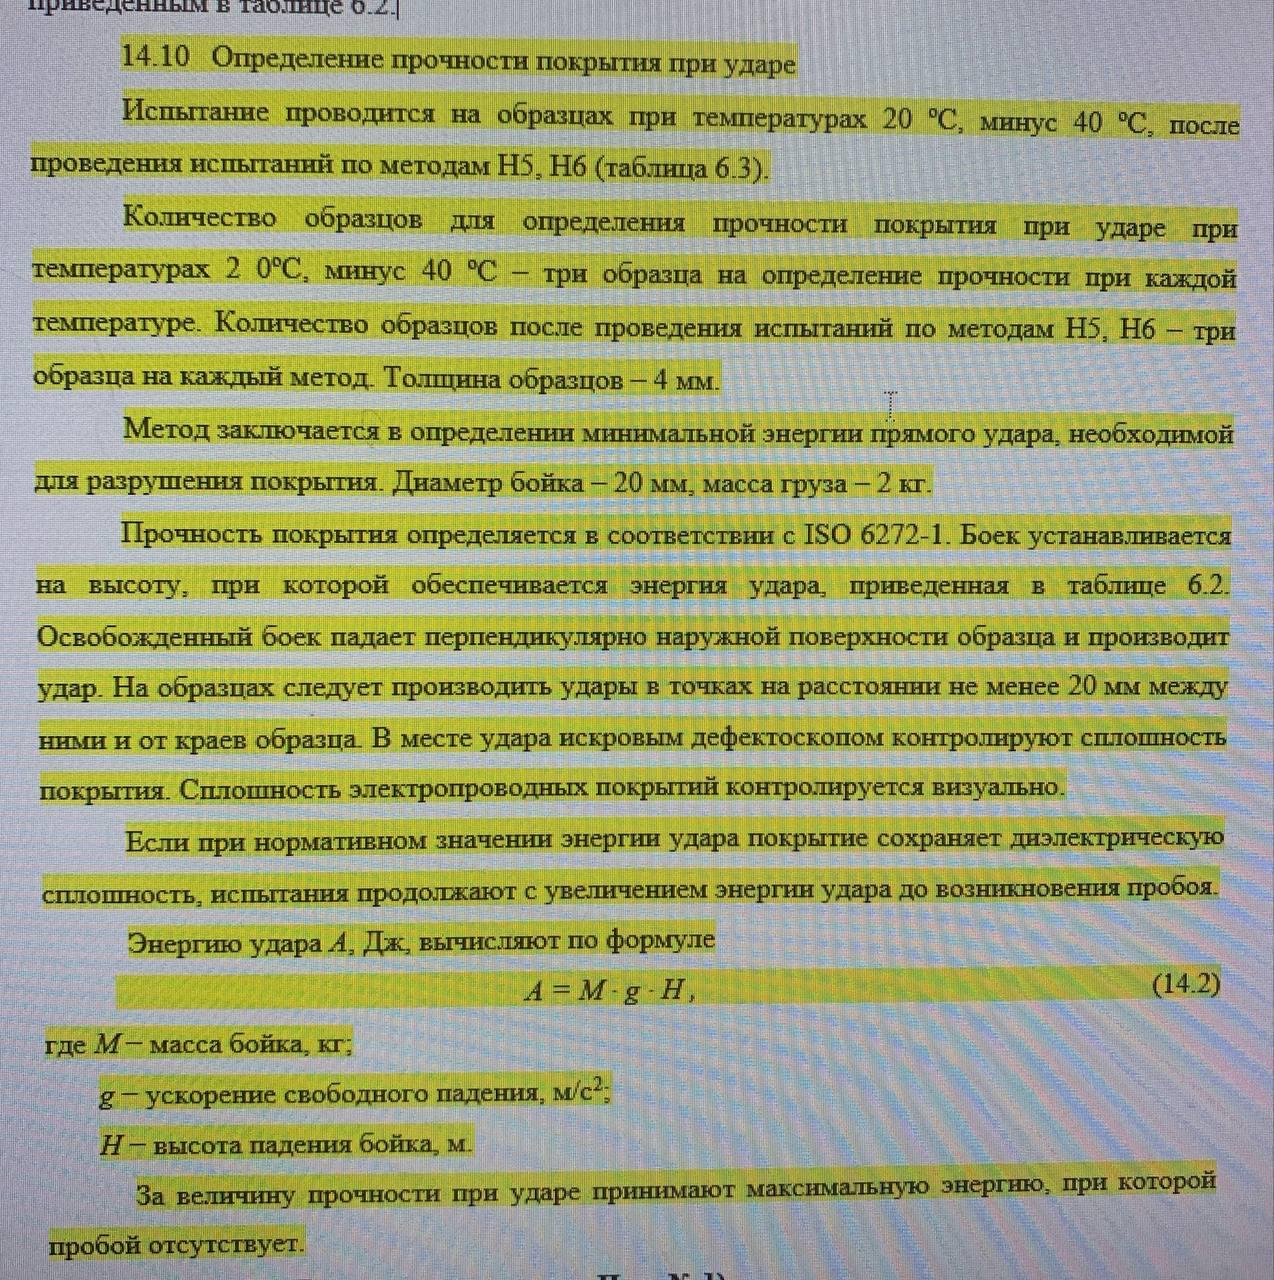 приведенным в таблице 6.2.
14.10 Определение прочности покрытия при ударе
Испытание проводится на образцах при температурах 20 ºС, минус 40 ºС, после
проведения испытаний по методам Н5, Н6 (таблица 6.3).
Количество образцов для определения прочности покрытия при ударе при
температурах 2 0ºС, минус 40 ºС – три образца на определение прочности при каждой
температуре. Количество образцов после проведения испытаний по методам Н5, Н6 – три
образца на каждый метод. Толщина образцов – 4 мм.
Метод заключается в определении минимальной энергии прямого удара, необходимой
для разрушения покрытия. Диаметр бойка – 20 мм, масса груза – 2 кг.
Прочность покрытия определяется в соответствии с ISO 6272-1. Боек устанавливается
на высоту, при которой обеспечивается энергия удара, приведенная в таблице 6.2.
Освобожденный боек падает перпендикулярно наружной поверхности образца и производит
удар. На образцах следует производить удары в точках на расстоянии не менее 20 мм между
ними и от краев образца. В месте удара искровым дефектоскопом контролируют сплошность
покрытия. Сплошность электропроводных покрытий контролируется визуально.
Если при нормативном значении энергии удара покрытие сохраняет диэлектрическую
сплошность, испытания продолжают с увеличением энергии удара до возникновения пробоя.
Энергию удара А, Дж, вычисляют по формуле
A = M · g · H, (14.2)
где М – масса бойка, кг;
g – ускорение свободного падения, м/с²;
Н – высота падения бойка, м.
За величину прочности при ударе принимают максимальную энергию, при которой
пробой отсутствует.